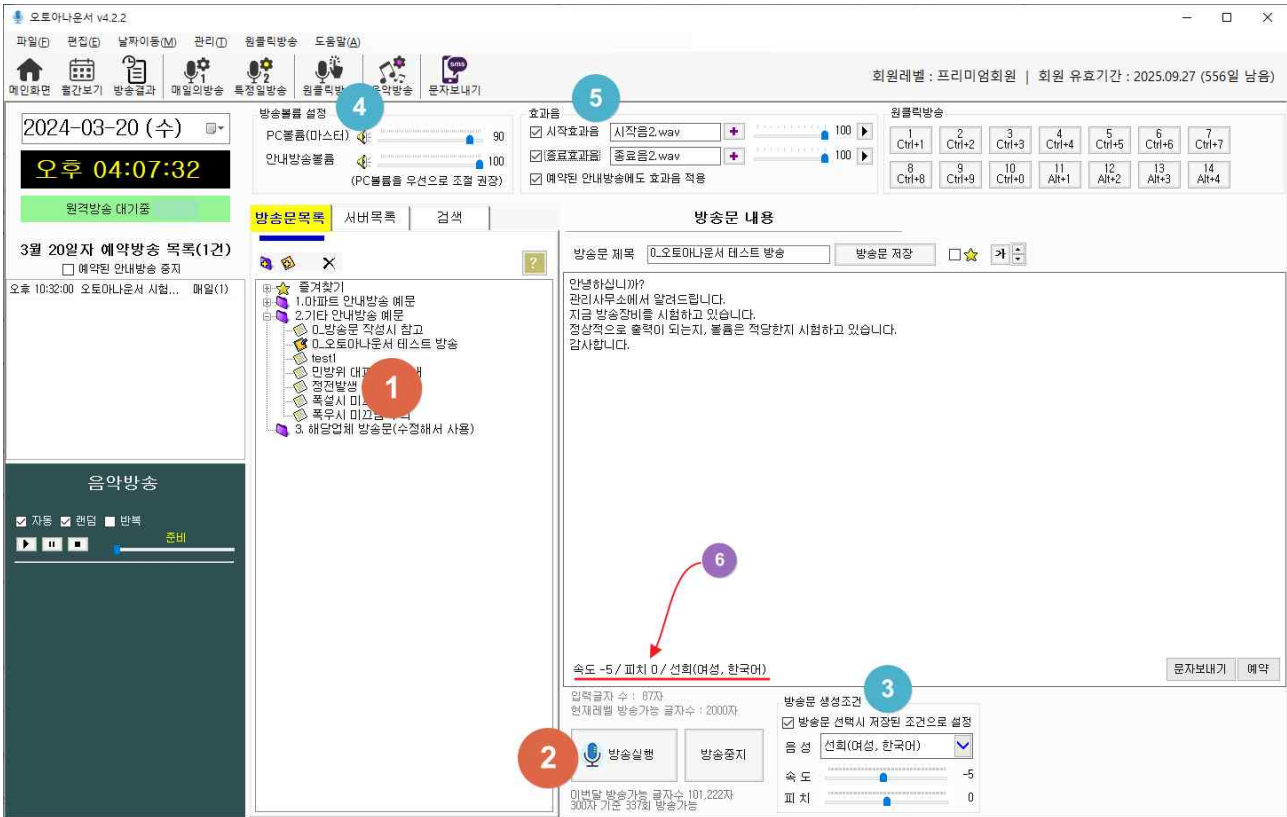 오토아나운서 v4.2.2
파일(F) 편집(E) 날짜이동(M) 관리(T) 원클릭방송 도움말(A)
메인화면 월간보기 방송결과 매일의방송 특정일방송 원클릭방 음악방송 문자보내기
1 2
sms
회원레벨 : 프리미엄회원 | 회원 유효기간 : 2025.09.27 (556일 남음)
2024-03-20 (수)
오후 04:07:32
원격방송 대기중
3월 20일자 예약방송 목록(1건)
예약된 안내방송 중지
오후 10:32:00 오토아나운서 시험... 매일(1)
음악방송
자동 랜덤 반복
준비
방송볼륨 설정
4
PC볼륨(마스터) 90
안내방송볼륨 100
(PC볼륨을 우선으로 조절 권장)
효과음
5
시작효과음 시작음2.wav + 100
종료효과음 종료음2.wav + 100
예약된 안내방송에도 효과음 적용
원클릭방송
1 2 3 4 5 6 7
Ctrl+1 Ctrl+2 Ctrl+3 Ctrl+4 Ctrl+5 Ctrl+6 Ctrl+7
8 9 10 11 12 13 14
Ctrl+8 Ctrl+9 Ctrl+0 Alt+1 Alt+2 Alt+3 Alt+4
방송문목록 서버목록 검색
?
즐겨찾기
1.아파트 안내방송 예문
2.기타 안내방송 예문
0_방송문 작성시 참고
0_오토아나운서 테스트 방송
test1
민방위 대피
정전발생
폭설시 미
폭우시 미끄럼
3. 해당업체 방송문(수정해서 사용)
1
방송문 내용
방송문 제목 0_오토아나운서 테스트 방송 방송문 저장 가
안녕하십니까?
관리사무소에서 알려드립니다.
지금 방송장비를 시험하고 있습니다.
정상적으로 출력이 되는지, 볼륨은 적당한지 시험하고 있습니다.
감사합니다.
6
속도 -5 / 피치 0 / 선희(여성, 한국어)
문자보내기 예약
입력글자 수 : 87자
현재레벨 방송가능 글자수 : 2000자
2
방송실행 방송중지
이번달 방송가능 글자수 101,222자
300자 기준 337회 방송가능
방송문 생성조건
3
방송문 선택시 저장된 조건으로 설정
음 성 선희(여성, 한국어)
속 도 -5
피 치 0